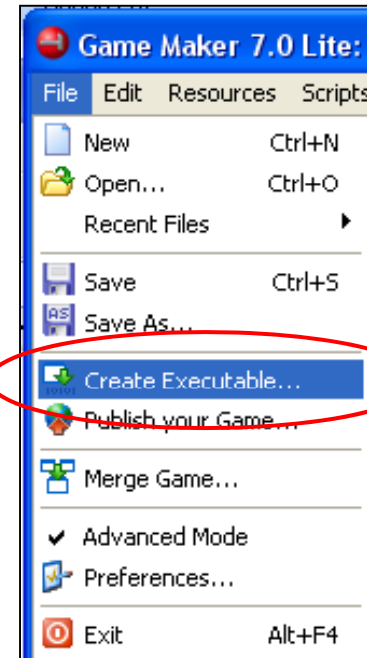 Game Maker 7.0 Lite:
File Edit Resources Scripts
New Ctrl+N
Open... Ctrl+O
Recent Files
Save Ctrl+S
Save As...
Create Executable...
Publish your Game...
Merge Game...
Advanced Mode
Preferences...
Exit Alt+F4